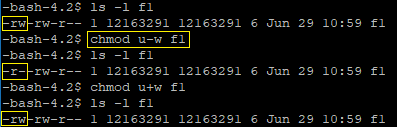 -bash-4.2$ ls -l f1
-rw-rw-r-- 1 12163291 12163291 6 Jun 29 10:59 f1
-bash-4.2$ chmod u-w f1
-bash-4.2$ ls -l f1
-r--rw-r-- 1 12163291 12163291 6 Jun 29 10:59 f1
-bash-4.2$ chmod u+w f1
-bash-4.2$ ls -l f1
-rw-rw-r-- 1 12163291 12163291 6 Jun 29 10:59 f1